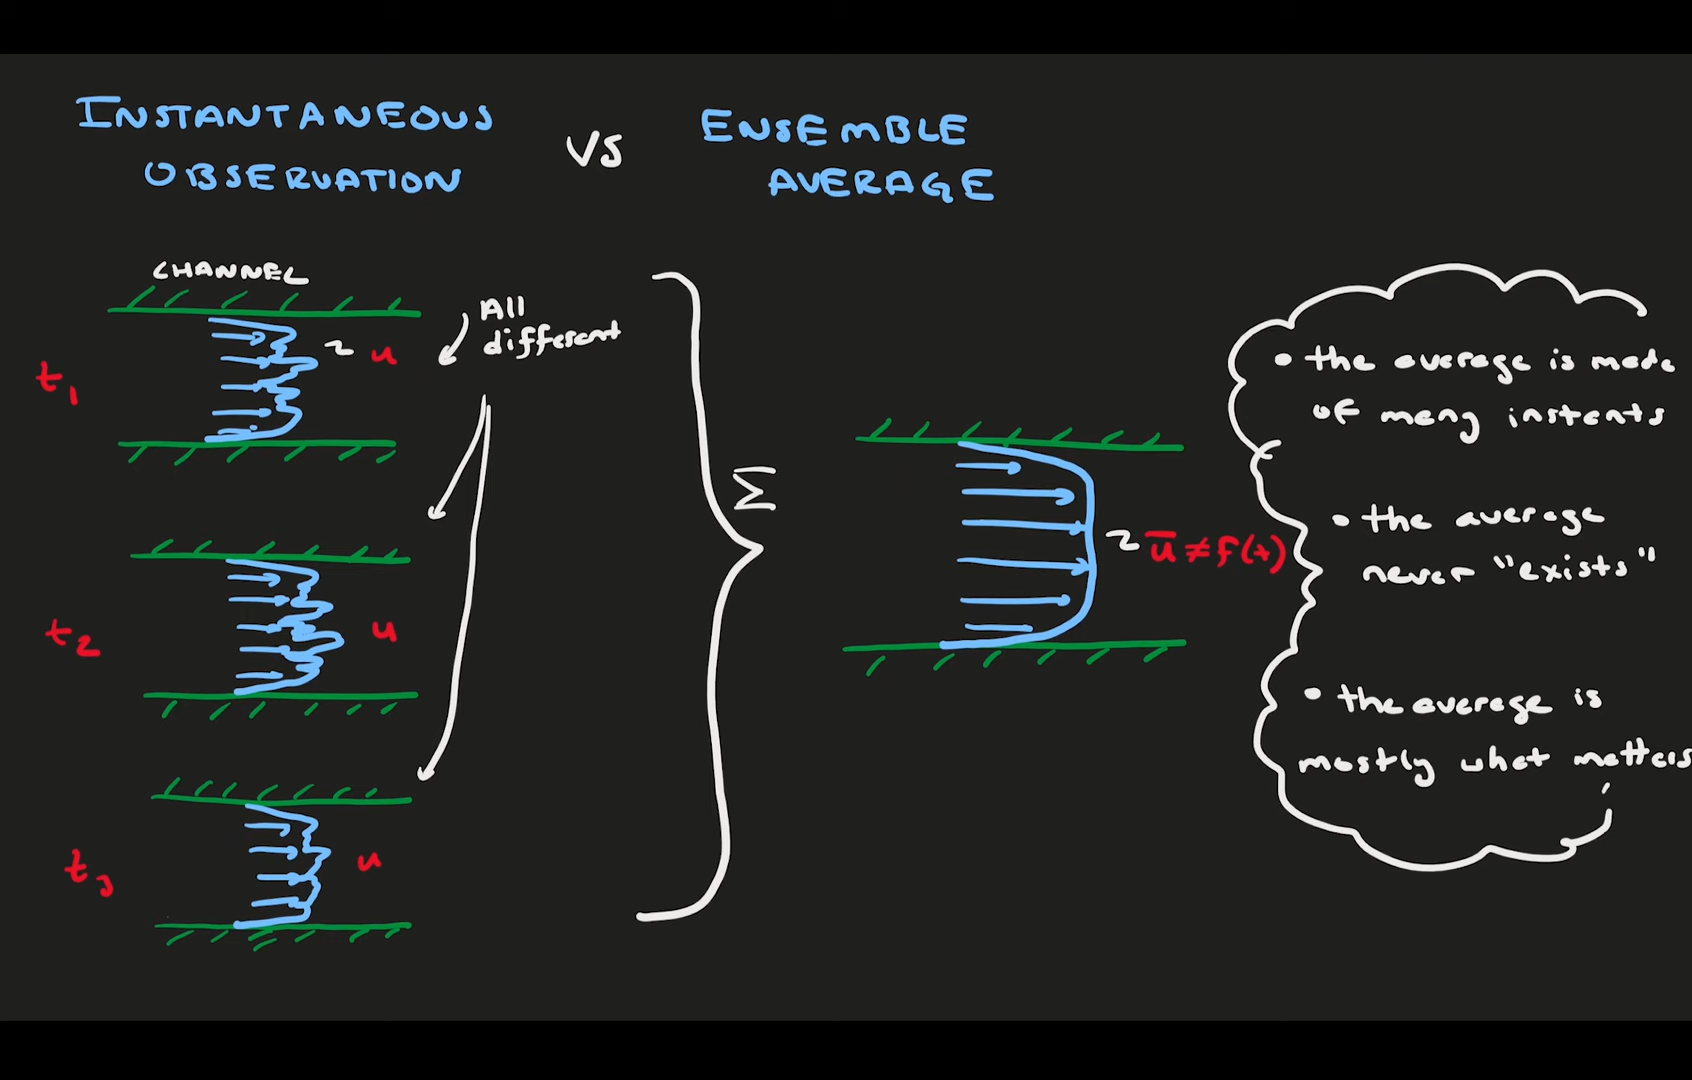 INSTANTANEOUS
OBSERVATION
VS
ENSEMBLE
AVERAGE
CHANNEL
All
different
t1
~ u
t2
u
t3
u
Σ
~ ū ≠ f(t)
• the average is made
of many instants
• the average
never "exists"
• the average is
mostly what matters